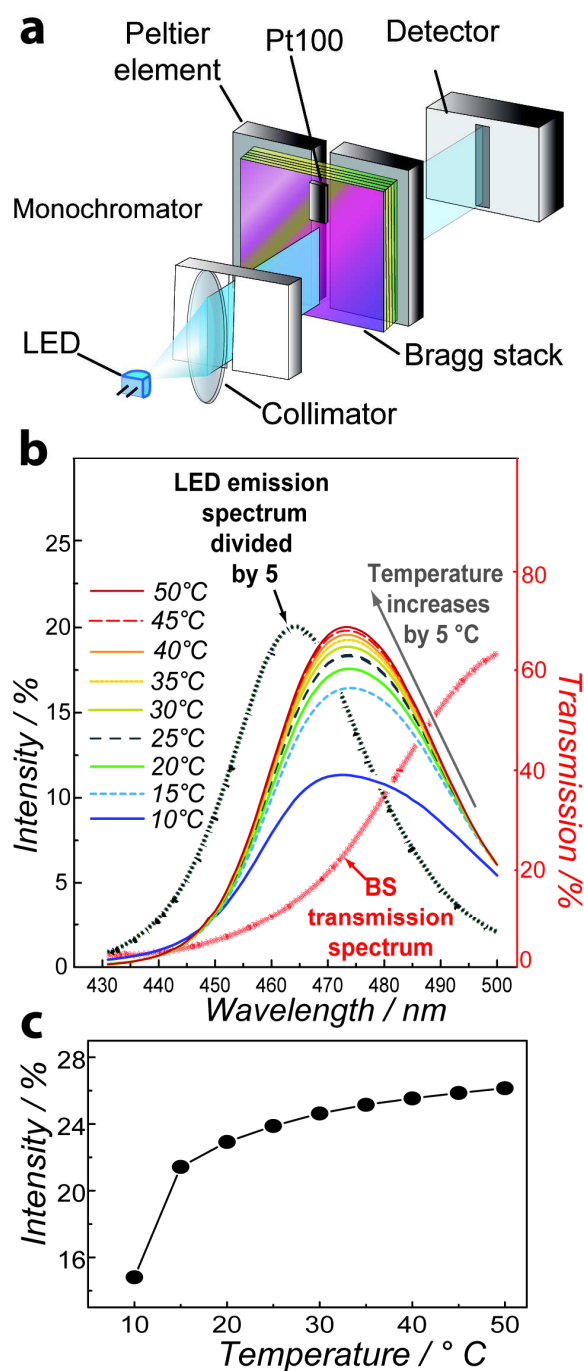 a
Peltier
element
Pt100
Detector
Monochromator
LED
Collimator
Bragg stack
b
LED emission
spectrum
divided
by 5
Temperature
increases
by 5 °C
50°C
45°C
40°C
35°C
30°C
25°C
20°C
15°C
10°C
BS
transmission
spectrum
Intensity / %
25
20
15
10
5
0
Transmission /%
80
60
40
20
0
430 440 450 460 470 480 490 500
Wavelength / nm
c
Intensity / %
28
24
20
16
10 20 30 40 50
Temperature / ° C